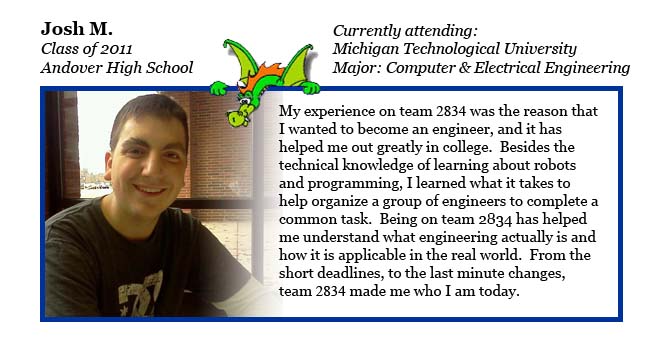 Josh M.
Class of 2011
Andover High School
Currently attending:
Michigan Technological University
Major: Computer & Electrical Engineering
My experience on team 2834 was the reason that
I wanted to become an engineer, and it has
helped me out greatly in college.  Besides the
technical knowledge of learning about robots
and programming, I learned what it takes to
help organize a group of engineers to complete a
common task.  Being on team 2834 has helped
me understand what engineering actually is and
how it is applicable in the real world.  From the
short deadlines, to the last minute changes,
team 2834 made me who I am today.